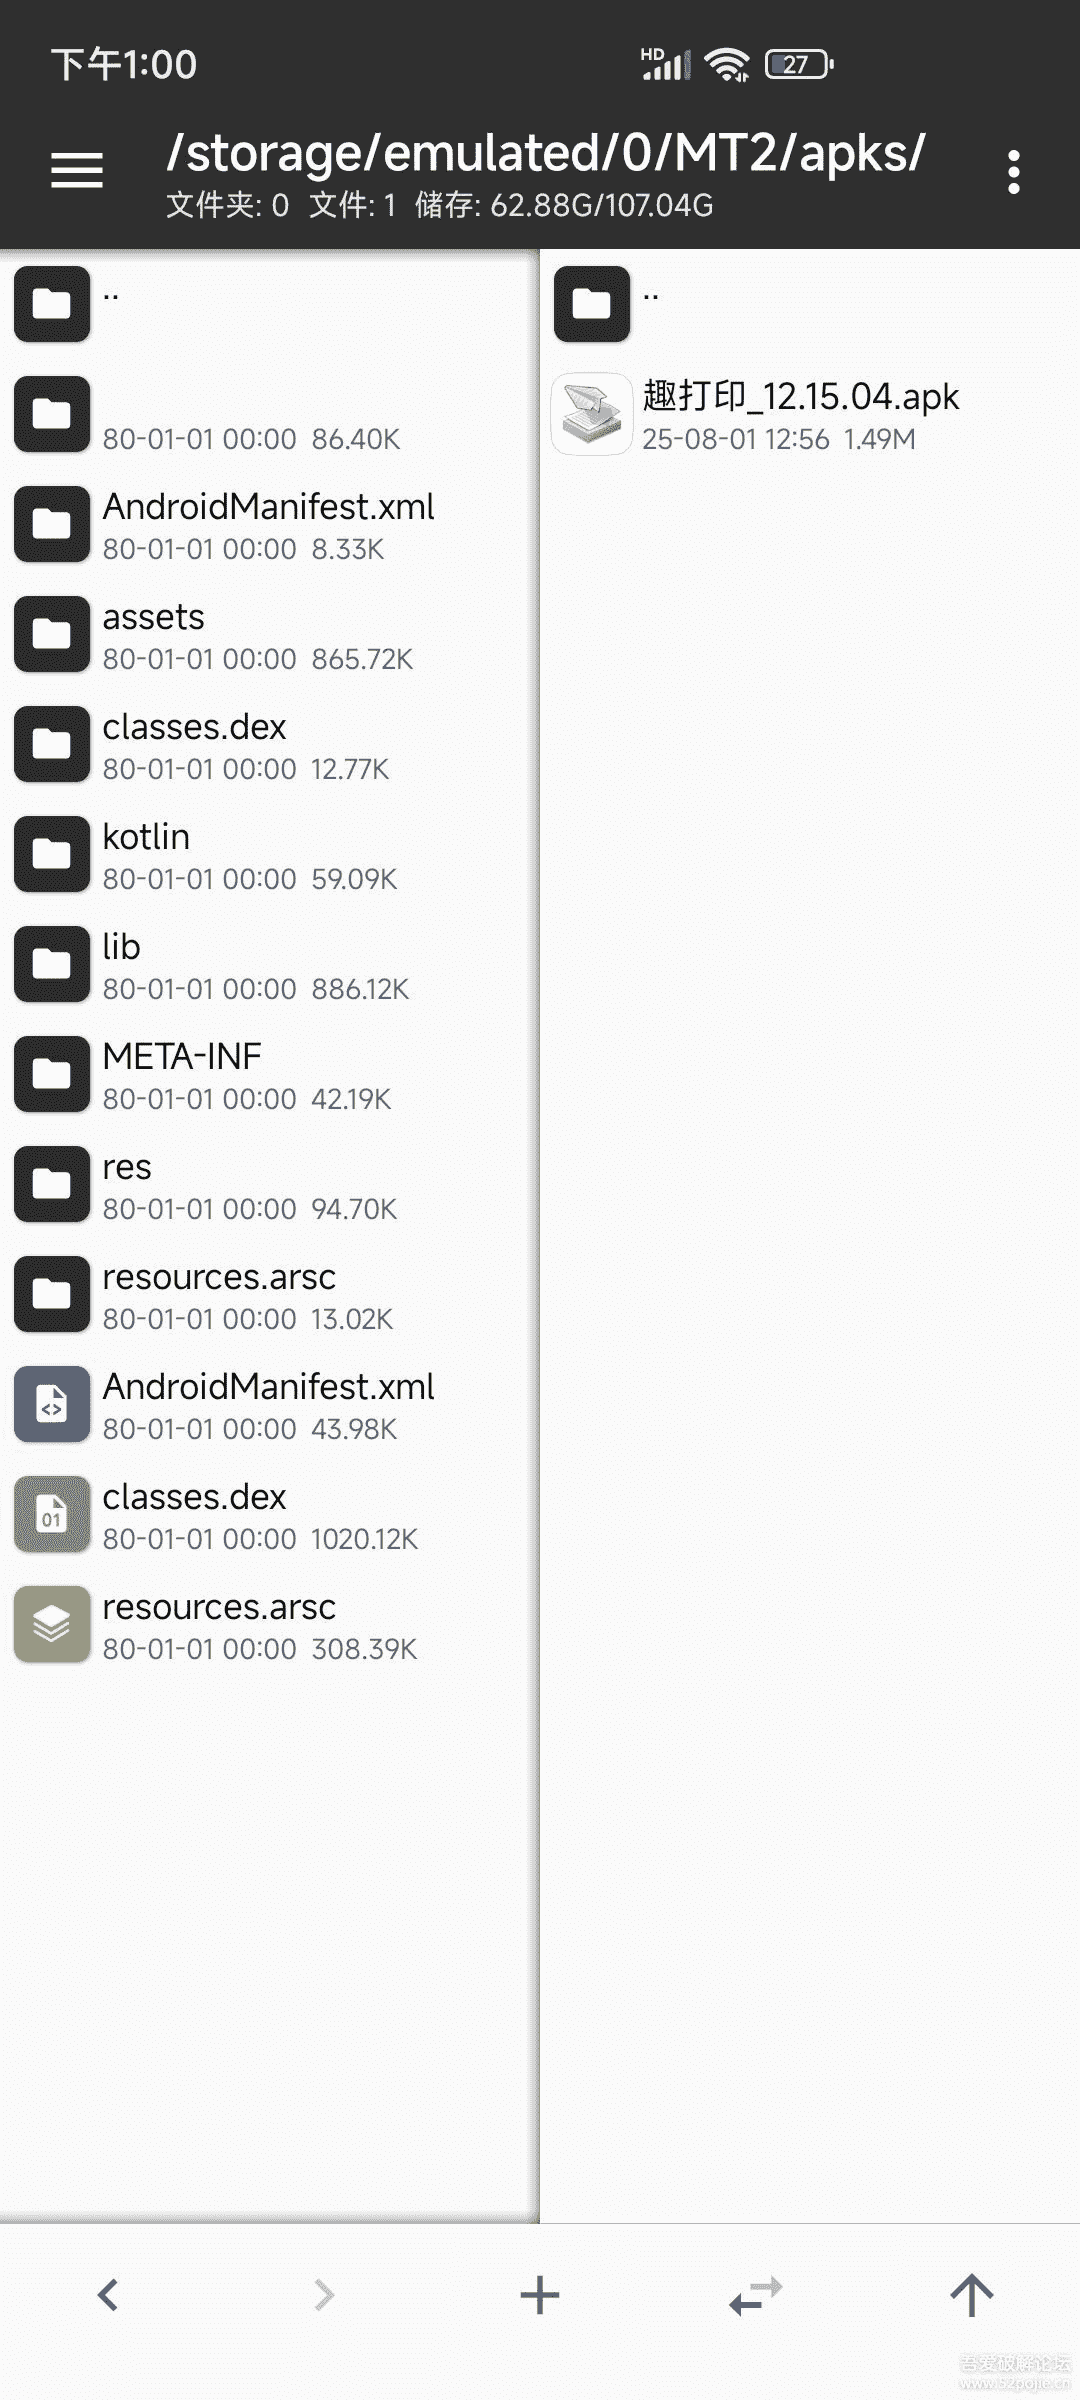 下午1:00
HD
27
/storage/emulated/0/MT2/apks/
文件夹: 0 文件: 1 储存: 62.88G/107.04G
..
80-01-01 00:00 86.40K
AndroidManifest.xml
80-01-01 00:00 8.33K
assets
80-01-01 00:00 865.72K
classes.dex
80-01-01 00:00 12.77K
kotlin
80-01-01 00:00 59.09K
lib
80-01-01 00:00 886.12K
META-INF
80-01-01 00:00 42.19K
res
80-01-01 00:00 94.70K
resources.arsc
80-01-01 00:00 13.02K
AndroidManifest.xml
80-01-01 00:00 43.98K
01
classes.dex
80-01-01 00:00 1020.12K
resources.arsc
80-01-01 00:00 308.39K
..
趣打印_12.15.04.apk
25-08-01 12:56 1.49M
吾爱破解论坛
www.52pojie.cn